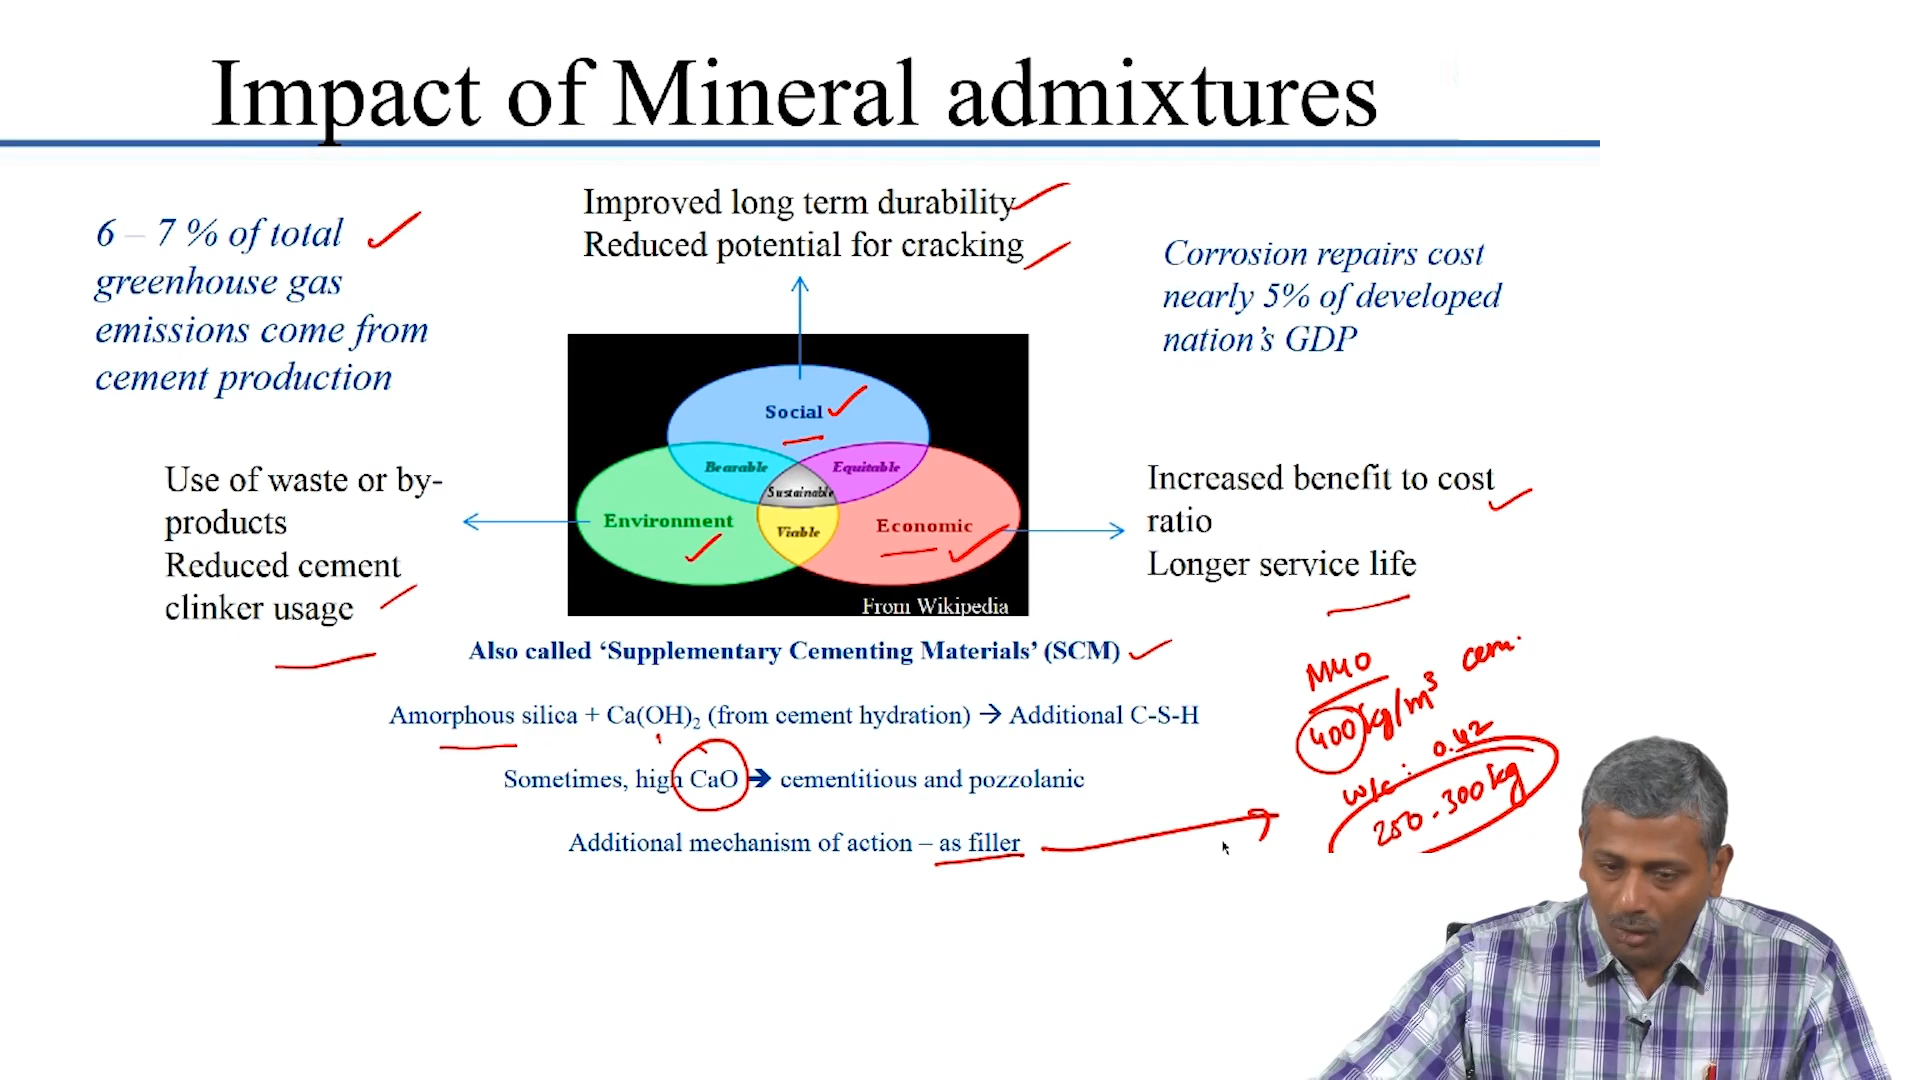 Impact of Mineral admixtures
6 – 7 % of total
greenhouse gas
emissions come from
cement production
Improved long term durability
Reduced potential for cracking
Corrosion repairs cost
nearly 5% of developed
nation's GDP
Social
Bearable
Equitable
Sustainable
Environment
Viable
Economic
From Wikipedia
Use of waste or by-
products
Reduced cement
clinker usage
Increased benefit to cost
ratio
Longer service life
Also called ‘Supplementary Cementing Materials’ (SCM)
Amorphous silica + Ca(OH)₂ (from cement hydration) → Additional C-S-H
Sometimes, high CaO → cementitious and pozzolanic
Additional mechanism of action – as filler
M40
400 kg/m³ cem.
w/c : 0.42
250 - 300 kg